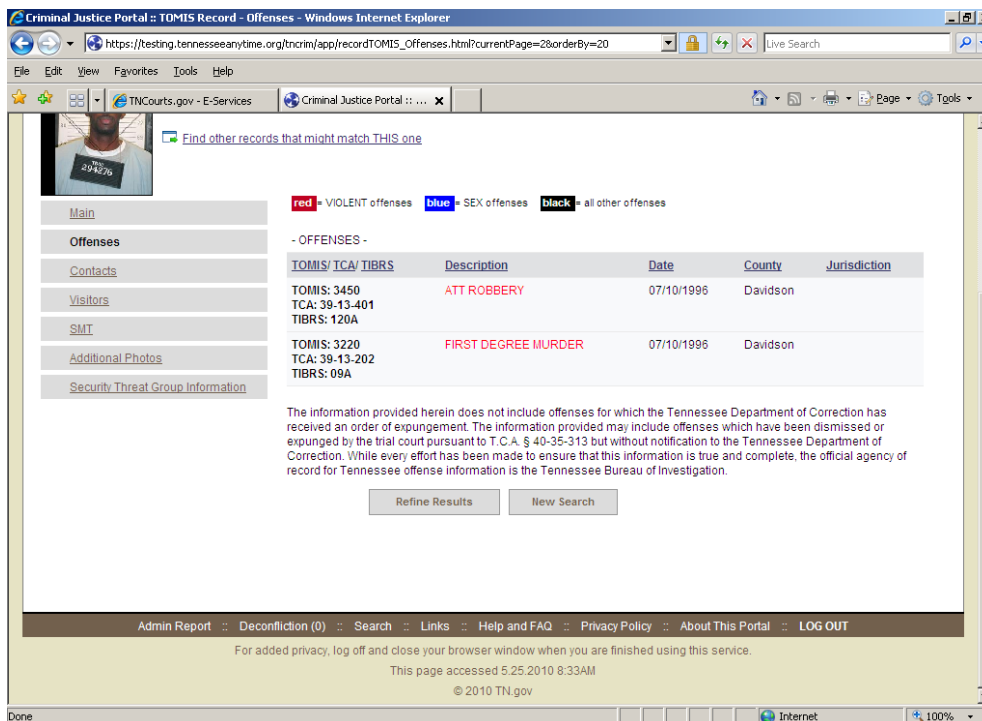 Criminal Justice Portal :: TOMIS Record - Offenses - Windows Internet Explorer
https://testing.tennesseeanytime.org/tncrim/app/recordTOMIS_Offenses.html?currentPage=2&orderBy=20
Live Search
File Edit View Favorites Tools Help
TNCourts.gov - E-Services
Criminal Justice Portal :: ...
Page
Tools
294276
Find other records that might match THIS one
red = VIOLENT offenses blue = SEX offenses black = all other offenses
Main
Offenses
Contacts
Visitors
SMT
Additional Photos
Security Threat Group Information
- OFFENSES -
TOMIS/ TCA/ TIBRS Description Date County Jurisdiction
TOMIS: 3450 ATT ROBBERY 07/10/1996 Davidson
TCA: 39-13-401
TIBRS: 120A
TOMIS: 3220 FIRST DEGREE MURDER 07/10/1996 Davidson
TCA: 39-13-202
TIBRS: 09A
The information provided herein does not include offenses for which the Tennessee Department of Correction has
received an order of expungement. The information provided may include offenses which have been dismissed or
expunged by the trial court pursuant to T.C.A. § 40-35-313 but without notification to the Tennessee Department of
Correction. While every effort has been made to ensure that this information is true and complete, the official agency of
record for Tennessee offense information is the Tennessee Bureau of Investigation.
Refine Results New Search
Admin Report :: Deconfliction (0) :: Search :: Links :: Help and FAQ :: Privacy Policy :: About This Portal :: LOG OUT
For added privacy, log off and close your browser window when you are finished using this service.
This page accessed 5.25.2010 8:33AM
© 2010 TN.gov
Done Internet 100%